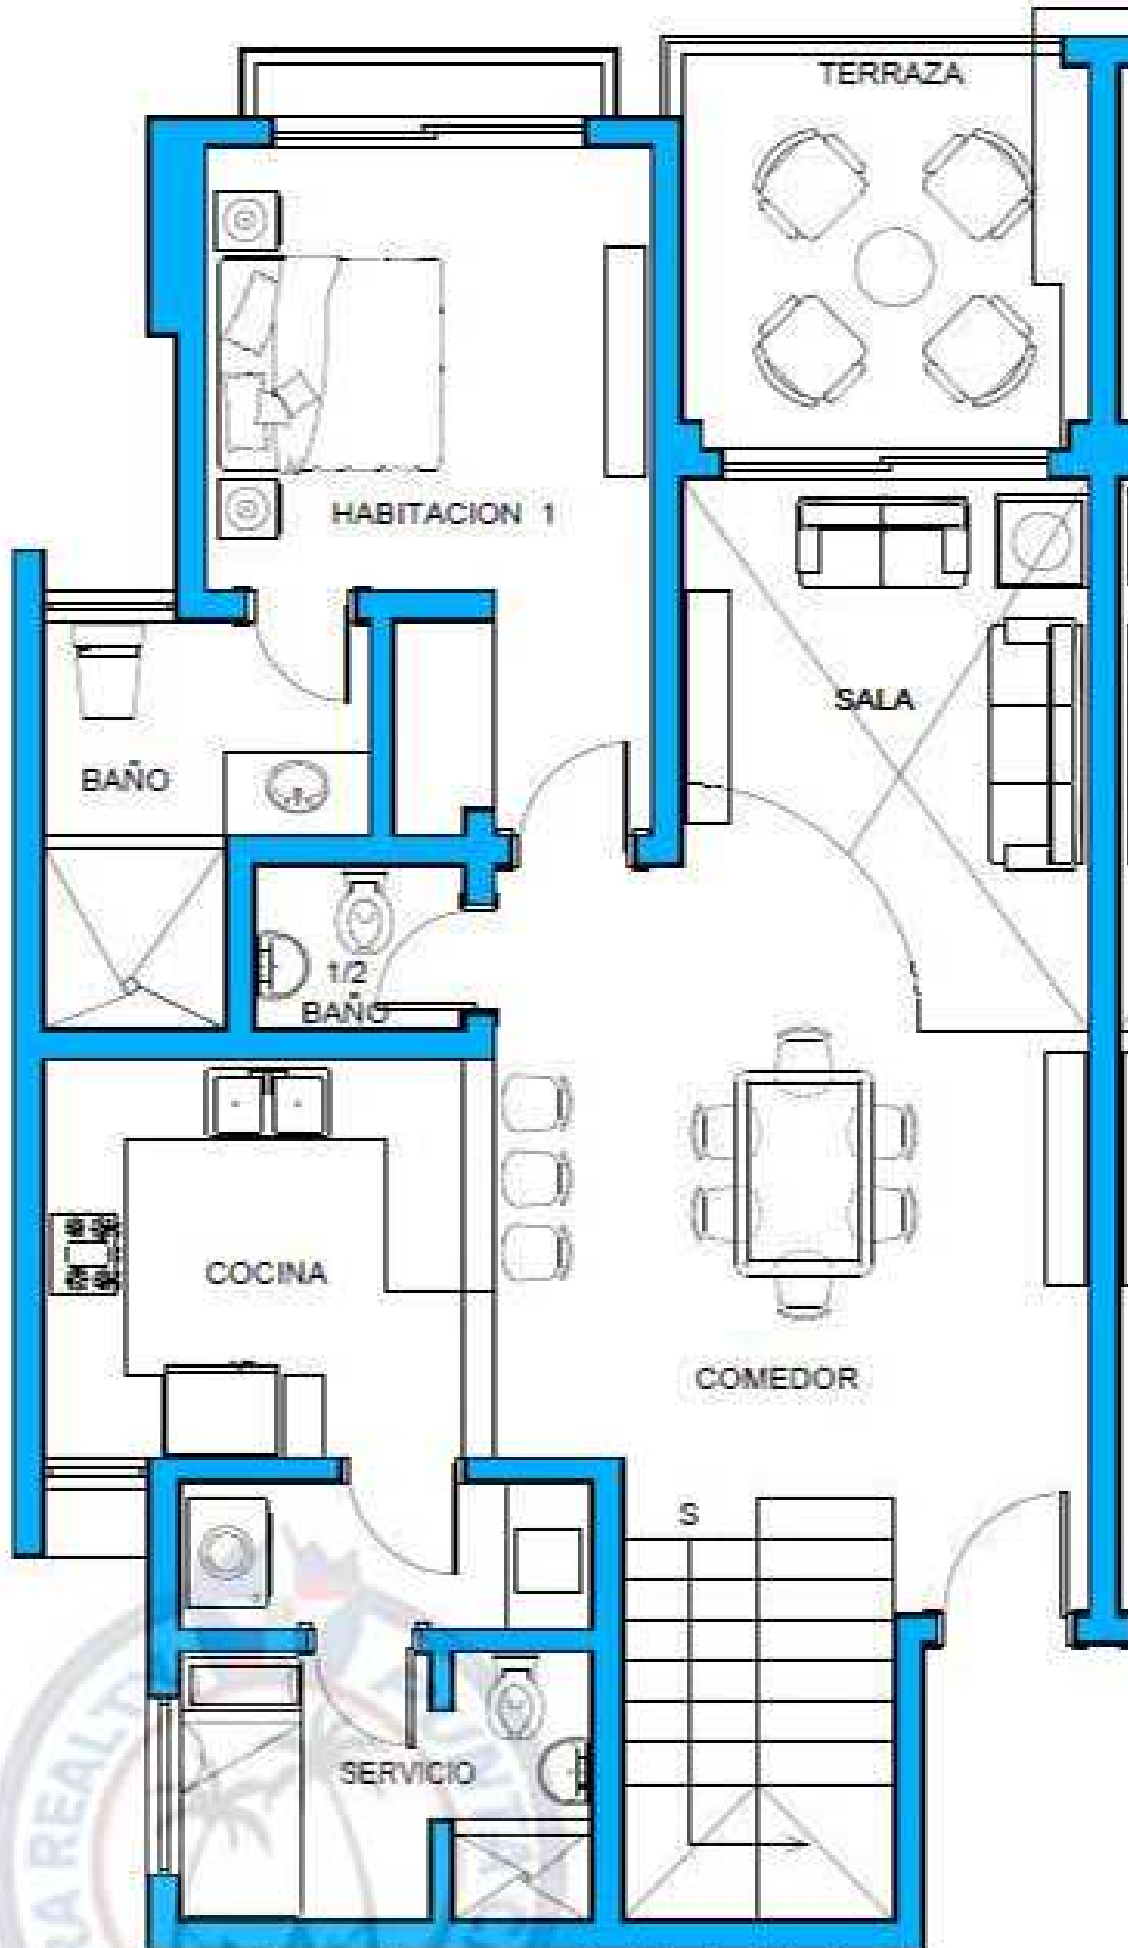 TERRAZA
HABITACION 1
SALA
BAÑO
1/2
BAÑO
COCINA
COMEDOR
S
SERVICIO